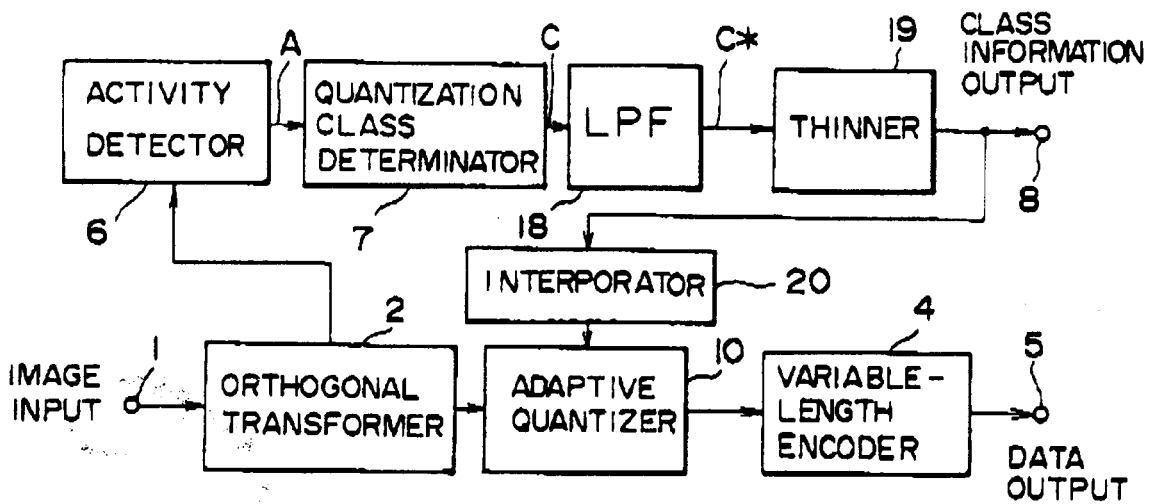 19
CLASS
INFORMATION
OUTPUT
A
C
C*
ACTIVITY
DETECTOR
QUANTIZATION
CLASS
DETERMINATOR
LPF
THINNER
6
7
18
8
INTERPORATOR
20
2
4
5
1
10
IMAGE
INPUT
ORTHOGONAL
TRANSFORMER
ADAPTIVE
QUANTIZER
VARIABLE-
LENGTH
ENCODER
DATA
OUTPUT